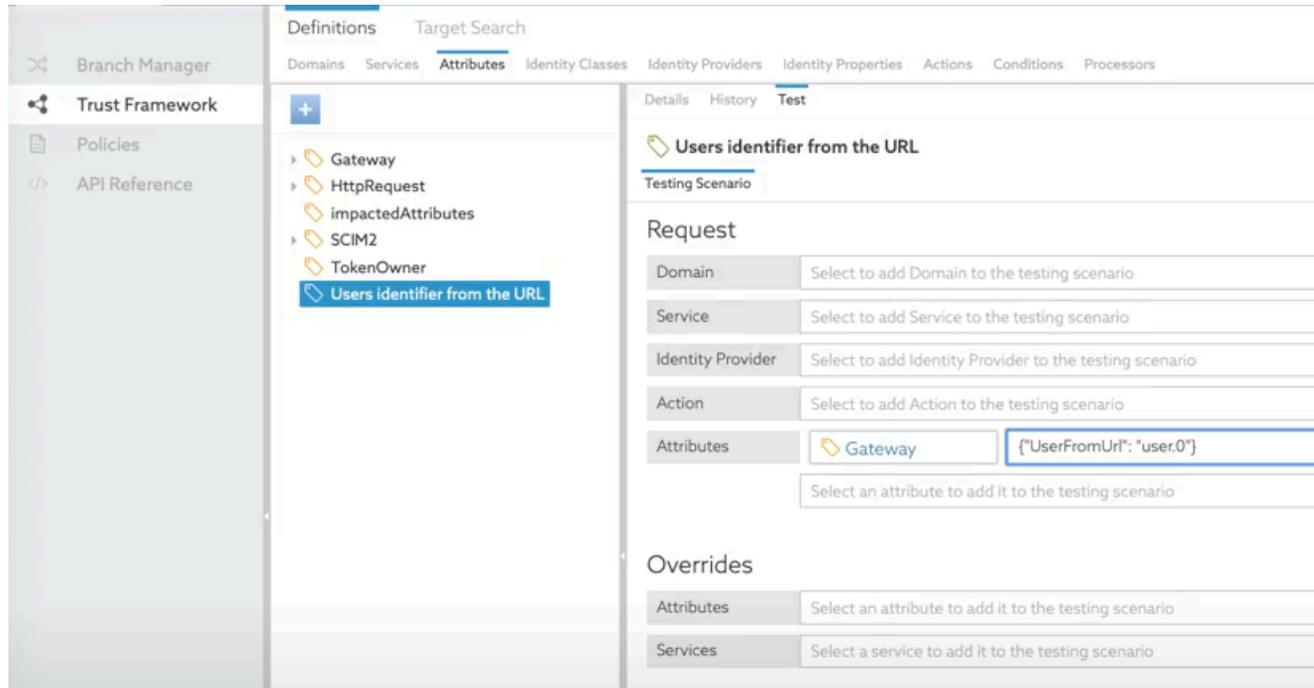 Definitions Target Search
Branch Manager
Trust Framework
Policies
API Reference
Domains Services Attributes Identity Classes Identity Providers Identity Properties Actions Conditions Processors
+
Gateway
HttpRequest
impactedAttributes
SCIM2
TokenOwner
Users identifier from the URL
Details History Test
Users identifier from the URL
Testing Scenario
Request
Domain Select to add Domain to the testing scenario
Service Select to add Service to the testing scenario
Identity Provider Select to add Identity Provider to the testing scenario
Action Select to add Action to the testing scenario
Attributes Gateway {"UserFromUrl": "user.0"}
Select an attribute to add it to the testing scenario
Overrides
Attributes Select an attribute to add it to the testing scenario
Services Select a service to add it to the testing scenario